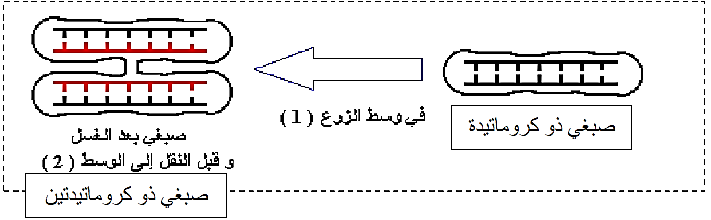 في وسط الزرع ( 1 )
صبغي ذو كروماتيدة
صبغي بعد الغسل
و قبل النقل إلى الوسط ( 2 )
صبغي ذو كروماتيدتين